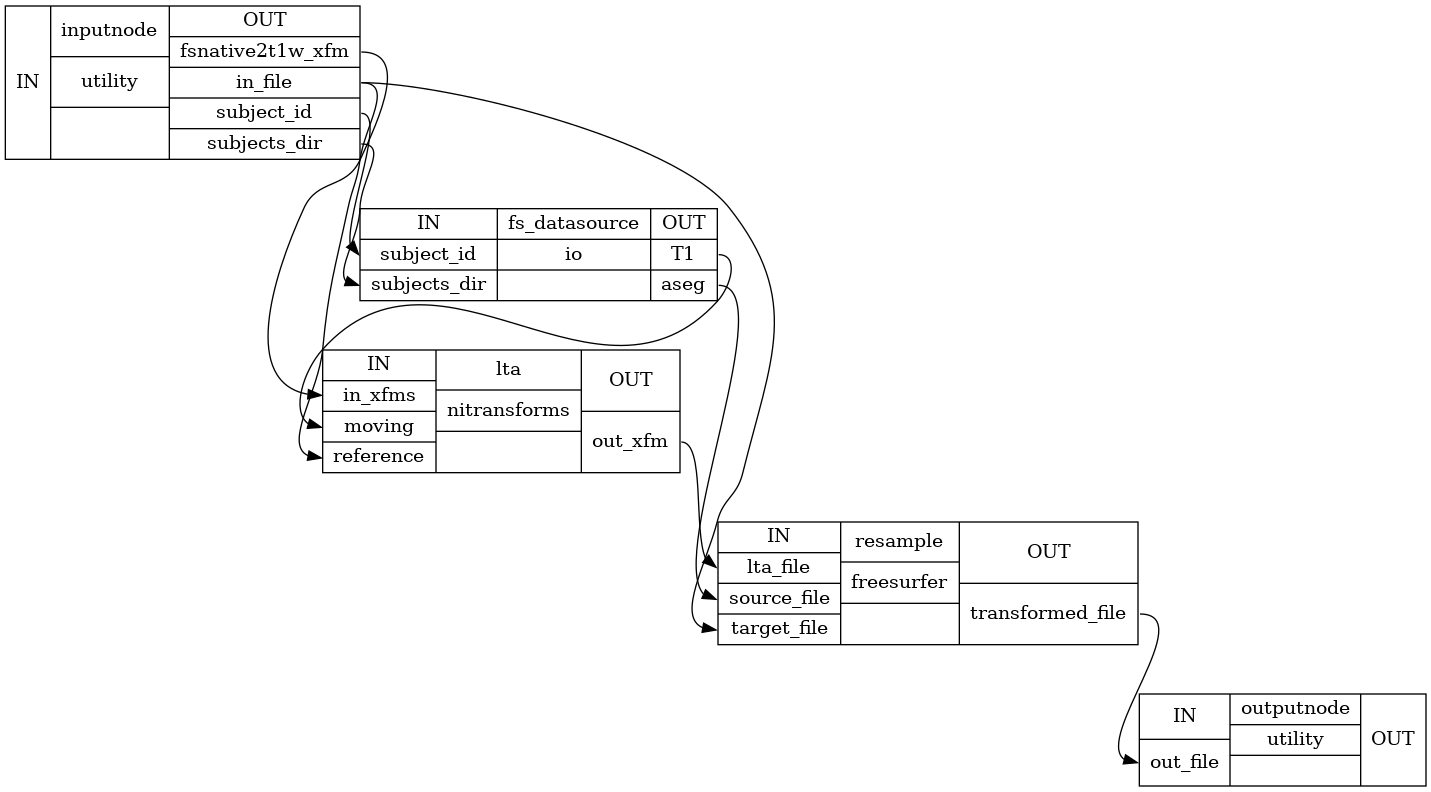 IN
inputnode
utility
OUT
fsnative2t1w_xfm
in_file
subject_id
subjects_dir
IN
subject_id
subjects_dir
fs_datasource
io
OUT
T1
aseg
IN
in_xfms
moving
reference
lta
nitransforms
OUT
out_xfm
IN
lta_file
source_file
target_file
resample
freesurfer
OUT
transformed_file
IN
out_file
outputnode
utility
OUT